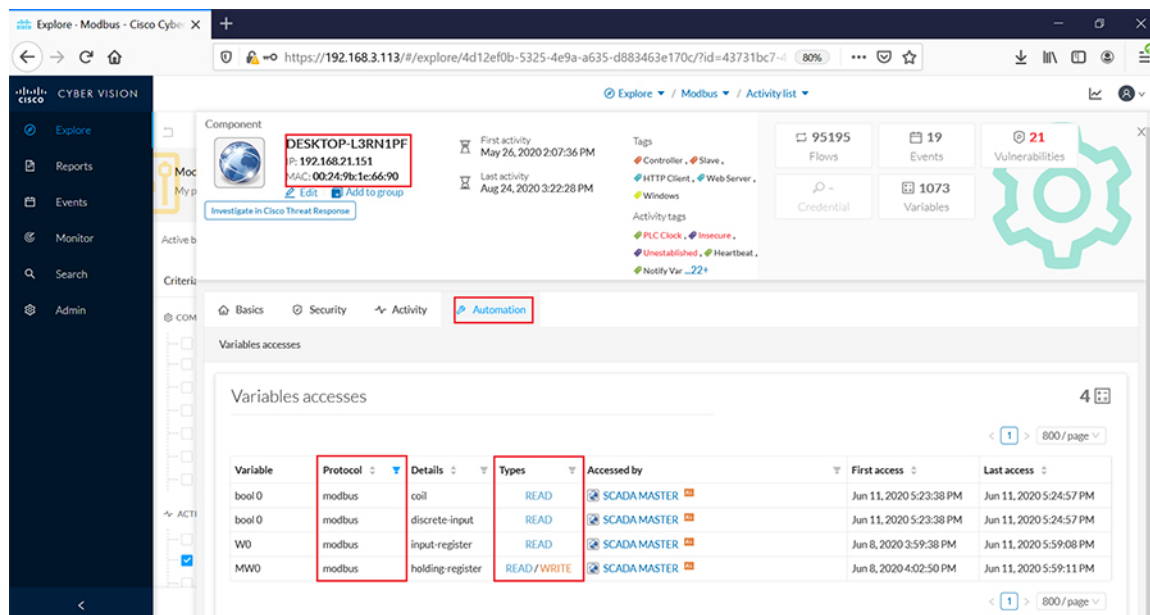 Explore - Modbus - Cisco Cyber
https://192.168.3.113/#/explore/4d12ef0b-5325-4e9a-a635-d883463e170c/?id=43731bc7-4
80%
CISCO CYBER VISION
Explore / Modbus / Activity list
Explore
Reports
Events
Monitor
Search
Admin
Moc
My p
Active b
Criteria
COM
ACTI
Component
DESKTOP-L3RN1PF
IP: 192.168.21.151
MAC: 00:24:9b:1e:66:90
Edit Add to group
Investigate in Cisco Threat Response
First activity
May 26, 2020 2:07:36 PM
Last activity
Aug 24, 2020 3:22:28 PM
Tags
Controller , Slave ,
HTTP Client , Web Server ,
Windows
Activity tags
PLC Clock , Insecure ,
Unestablished , Heartbeat ,
Notify Var ...22+
95195
Flows
19
Events
21
Vulnerabilities
-
Credential
1073
Variables
Basics Security Activity Automation
Variables accesses
Variables accesses 4
< 1 > 800 / page
Variable Protocol Details Types Accessed by First access Last access
bool 0 modbus coil READ SCADA MASTER Jun 11, 2020 5:23:38 PM Jun 11, 2020 5:24:57 PM
bool 0 modbus discrete-input READ SCADA MASTER Jun 11, 2020 5:23:38 PM Jun 11, 2020 5:24:57 PM
W0 modbus input-register READ SCADA MASTER Jun 8, 2020 3:59:38 PM Jun 11, 2020 5:59:08 PM
MW0 modbus holding-register READ / WRITE SCADA MASTER Jun 8, 2020 4:02:50 PM Jun 11, 2020 5:59:11 PM
< 1 > 800 / page